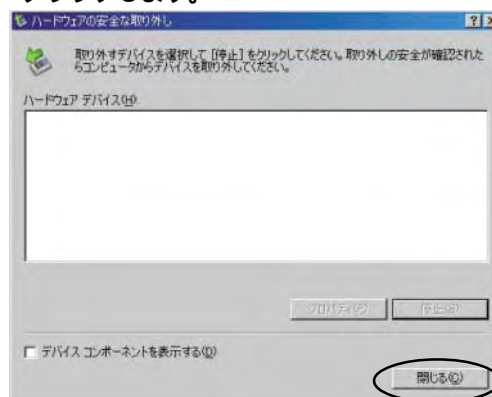 クリックします。
ハードウェアの安全な取り外し
取り外すデバイスを選択して [停止] をクリックしてください。取り外しの安全が確認された
らコンピュータからデバイスを取り外してください。
ハードウェア デバイス(H):
プロパティ(P)
停止(S)
デバイス コンポーネントを表示する(D)
閉じる(C)